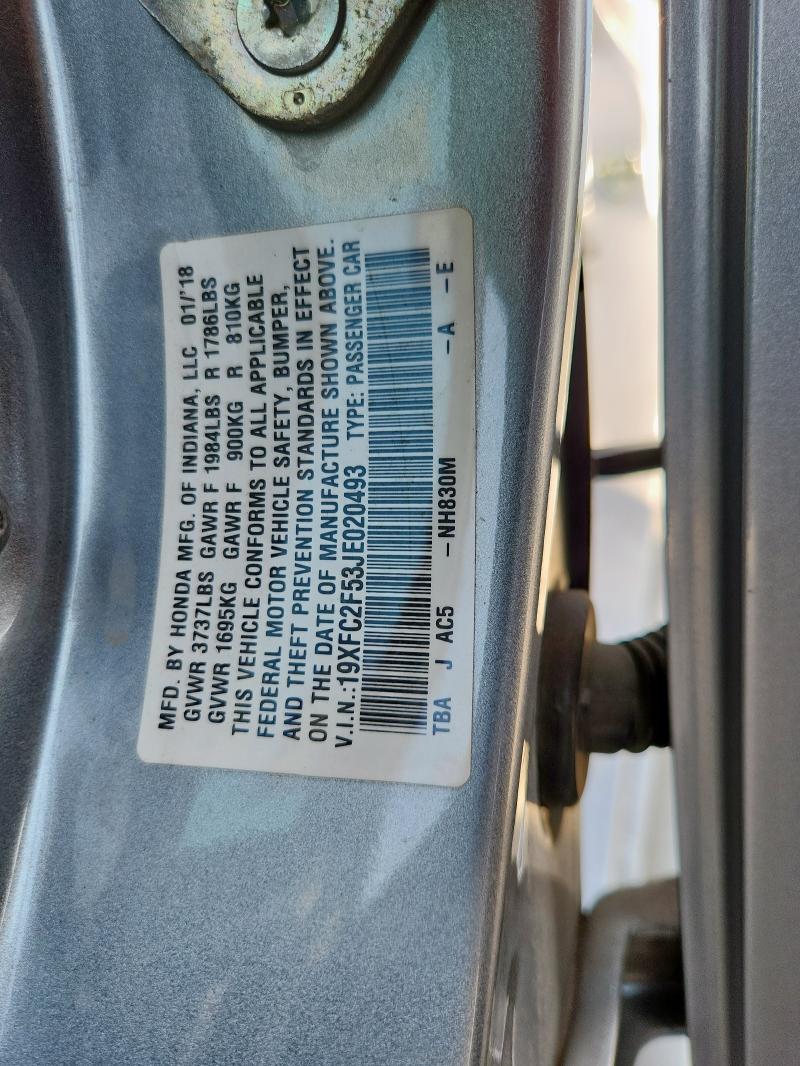 MFD. BY HONDA MFG. OF INDIANA, LLC 01/'18
GVWR 3737LBS GAWR F 1984LBS R 1786LBS
GVWR 1695KG GAWR F 900KG R 810KG
THIS VEHICLE CONFORMS TO ALL APPLICABLE
FEDERAL MOTOR VEHICLE SAFETY, BUMPER,
AND THEFT PREVENTION STANDARDS IN EFFECT
ON THE DATE OF MANUFACTURE SHOWN ABOVE.
V.I.N.:19XFC2F53JE020493 TYPE: PASSENGER CAR
TBA J AC5 -NH830M -A -E